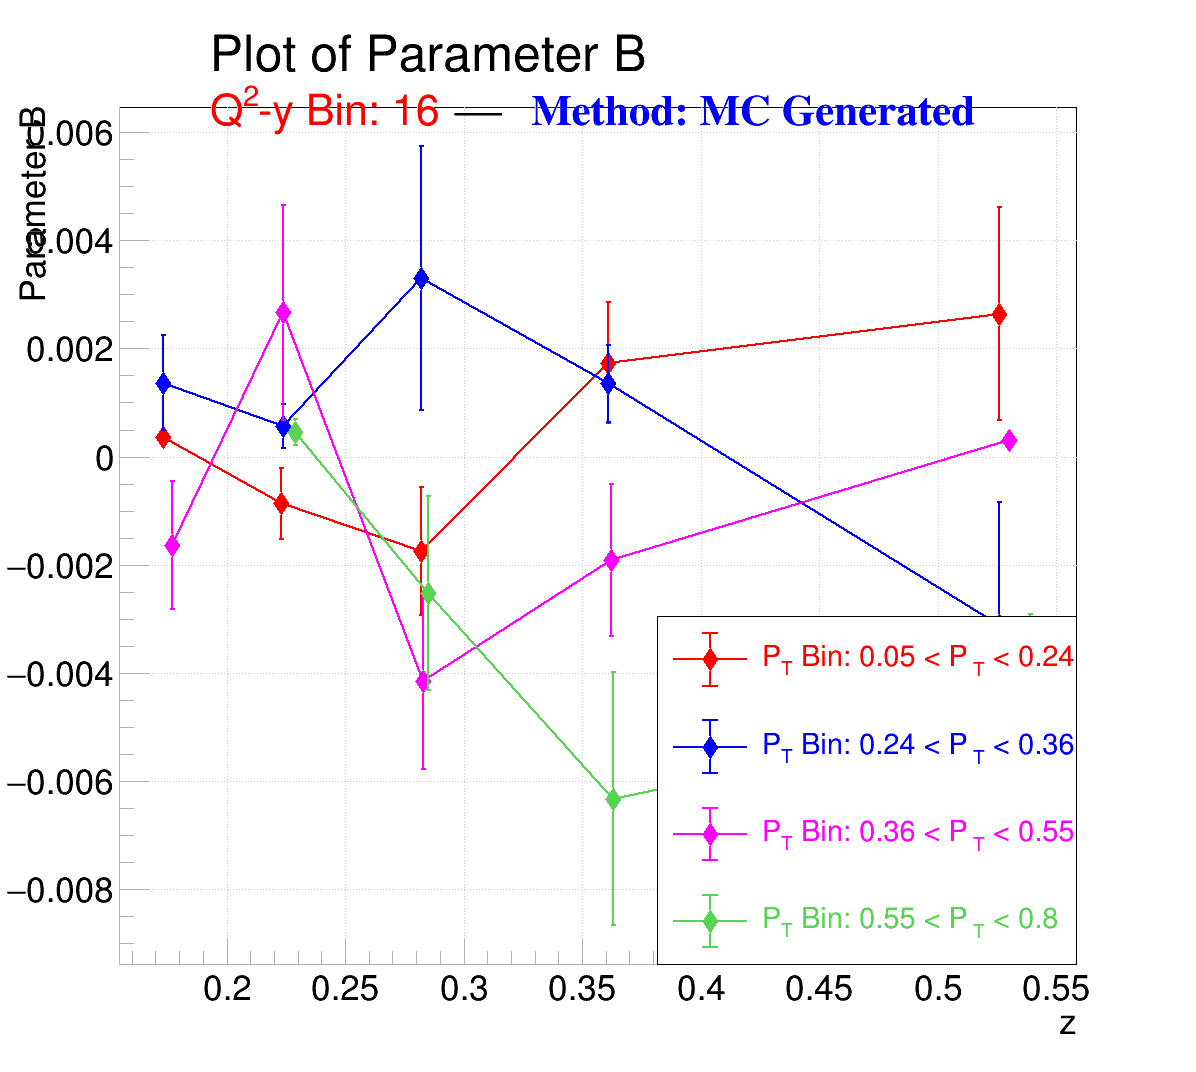 Plot of Parameter B
Q2-y Bin: 16 — Method: MC Generated
Parameter B
0.006
0.004
0.002
0
−0.002
−0.004
−0.006
−0.008
PT Bin: 0.05 < PT < 0.24
PT Bin: 0.24 < PT < 0.36
PT Bin: 0.36 < PT < 0.55
PT Bin: 0.55 < PT < 0.8
0.2 0.25 0.3 0.35 0.4 0.45 0.5 0.55
z